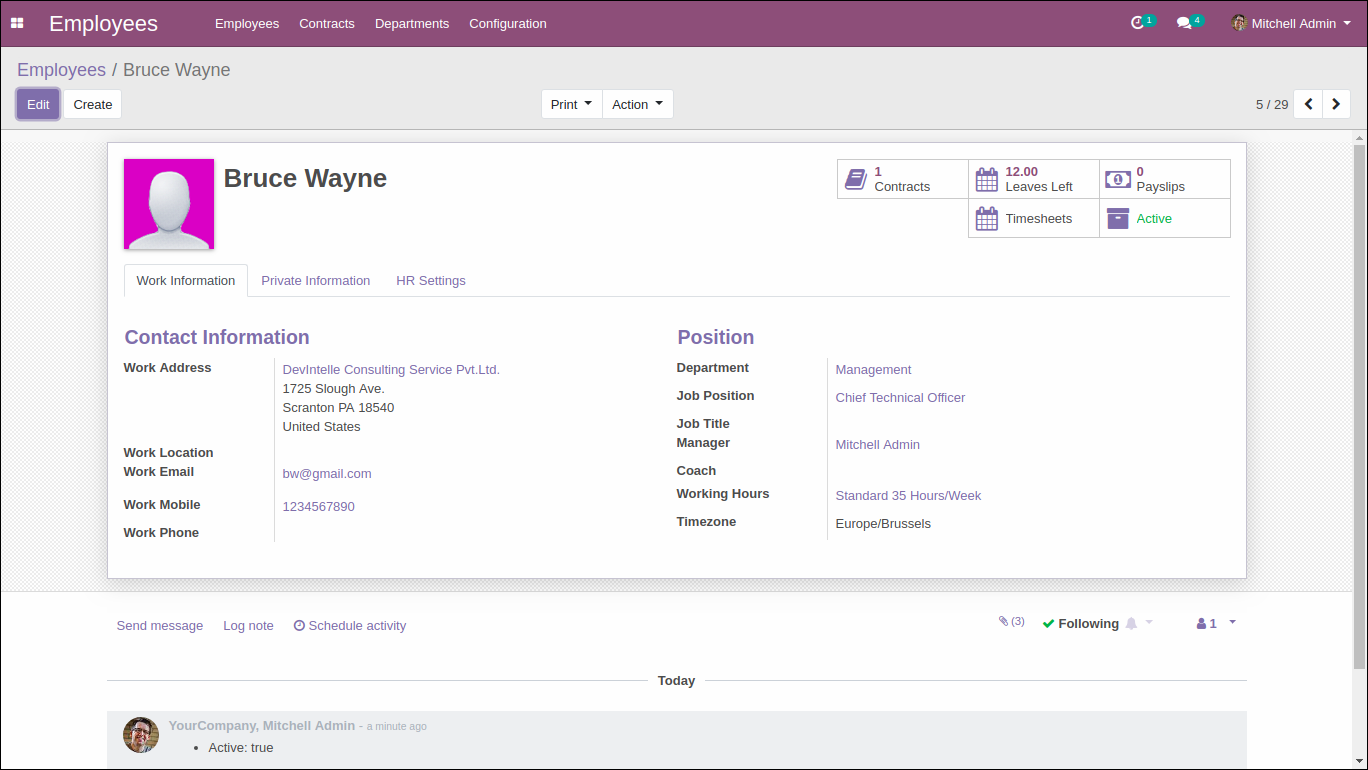 Employees Employees Contracts Departments Configuration 1 4 Mitchell Admin
Employees / Bruce Wayne
Edit Create Print Action 5 / 29
Bruce Wayne
1 Contracts
12.00 Leaves Left
0 Payslips
Timesheets
Active
Work Information Private Information HR Settings
Contact Information
Work Address DevIntelle Consulting Service Pvt.Ltd.
1725 Slough Ave.
Scranton PA 18540
United States
Work Location
Work Email bw@gmail.com
Work Mobile 1234567890
Work Phone
Position
Department Management
Job Position Chief Technical Officer
Job Title
Manager Mitchell Admin
Coach
Working Hours Standard 35 Hours/Week
Timezone Europe/Brussels
Send message Log note Schedule activity (3) Following 1
Today
YourCompany, Mitchell Admin - a minute ago
• Active: true